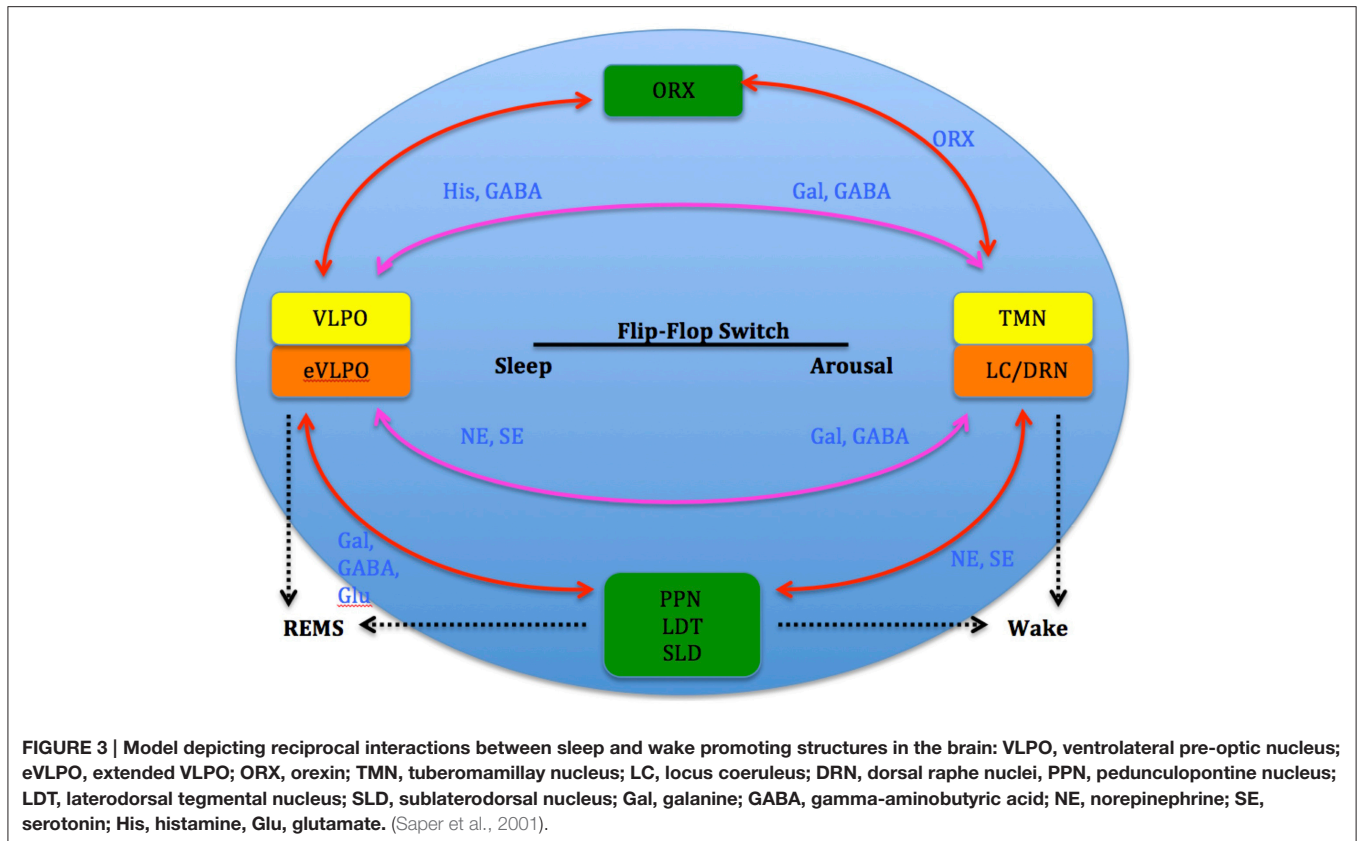 ORX
ORX
His, GABA
Gal, GABA
VLPO
TMN
Flip-Flop Switch
eVLPO
Sleep
Arousal
LC/DRN
NE, SE
Gal, GABA
Gal,
GABA,
Glu
NE, SE
PPN
REMS
LDT
Wake
SLD
FIGURE 3 | Model depicting reciprocal interactions between sleep and wake promoting structures in the brain: VLPO, ventrolateral pre-optic nucleus;
eVLPO, extended VLPO; ORX, orexin; TMN, tuberomamillay nucleus; LC, locus coeruleus; DRN, dorsal raphe nuclei, PPN, pedunculopontine nucleus;
LDT, laterodorsal tegmental nucleus; SLD, sublaterodorsal nucleus; Gal, galanine; GABA, gamma-aminobutyric acid; NE, norepinephrine; SE,
serotonin; His, histamine, Glu, glutamate. (Saper et al., 2001).